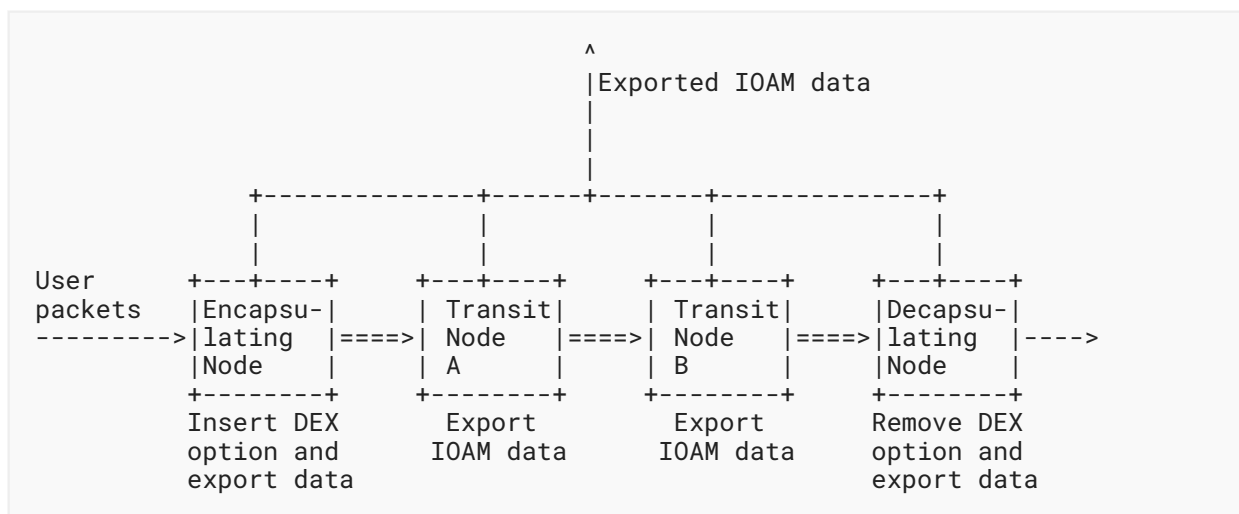 Exported IOAM data
User packets
Encapsu-
lating
Node
Transit
Node
A
Transit
Node
B
Decapsu-
lating
Node
Insert DEX
option and
export data
Export
IOAM data
Export
IOAM data
Remove DEX
option and
export data